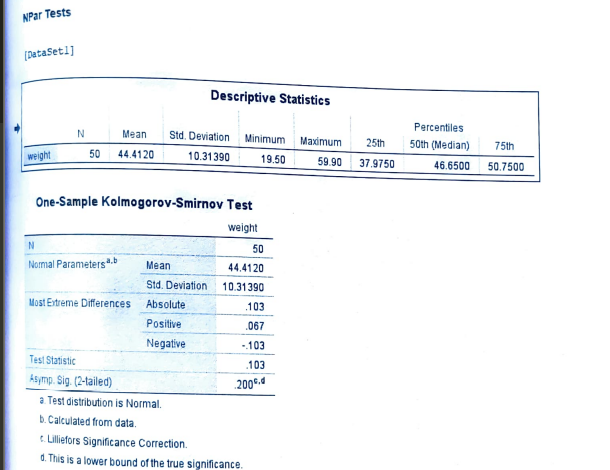 NPar Tests
[DataSet1]
Descriptive Statistics
Percentiles
N Mean Std. Deviation Minimum Maximum 25th 50th (Median) 75th
weight 50 44.4120 10.31390 19.50 59.90 37.9750 46.6500 50.7500
One-Sample Kolmogorov-Smirnov Test
weight
N 50
Normal Parameters a,b Mean 44.4120
Std. Deviation 10.31390
Most Extreme Differences Absolute .103
Positive .067
Negative -.103
Test Statistic .103
Asymp. Sig. (2-tailed) .200 c,d
a. Test distribution is Normal.
b. Calculated from data.
c. Lilliefors Significance Correction.
d. This is a lower bound of the true significance.